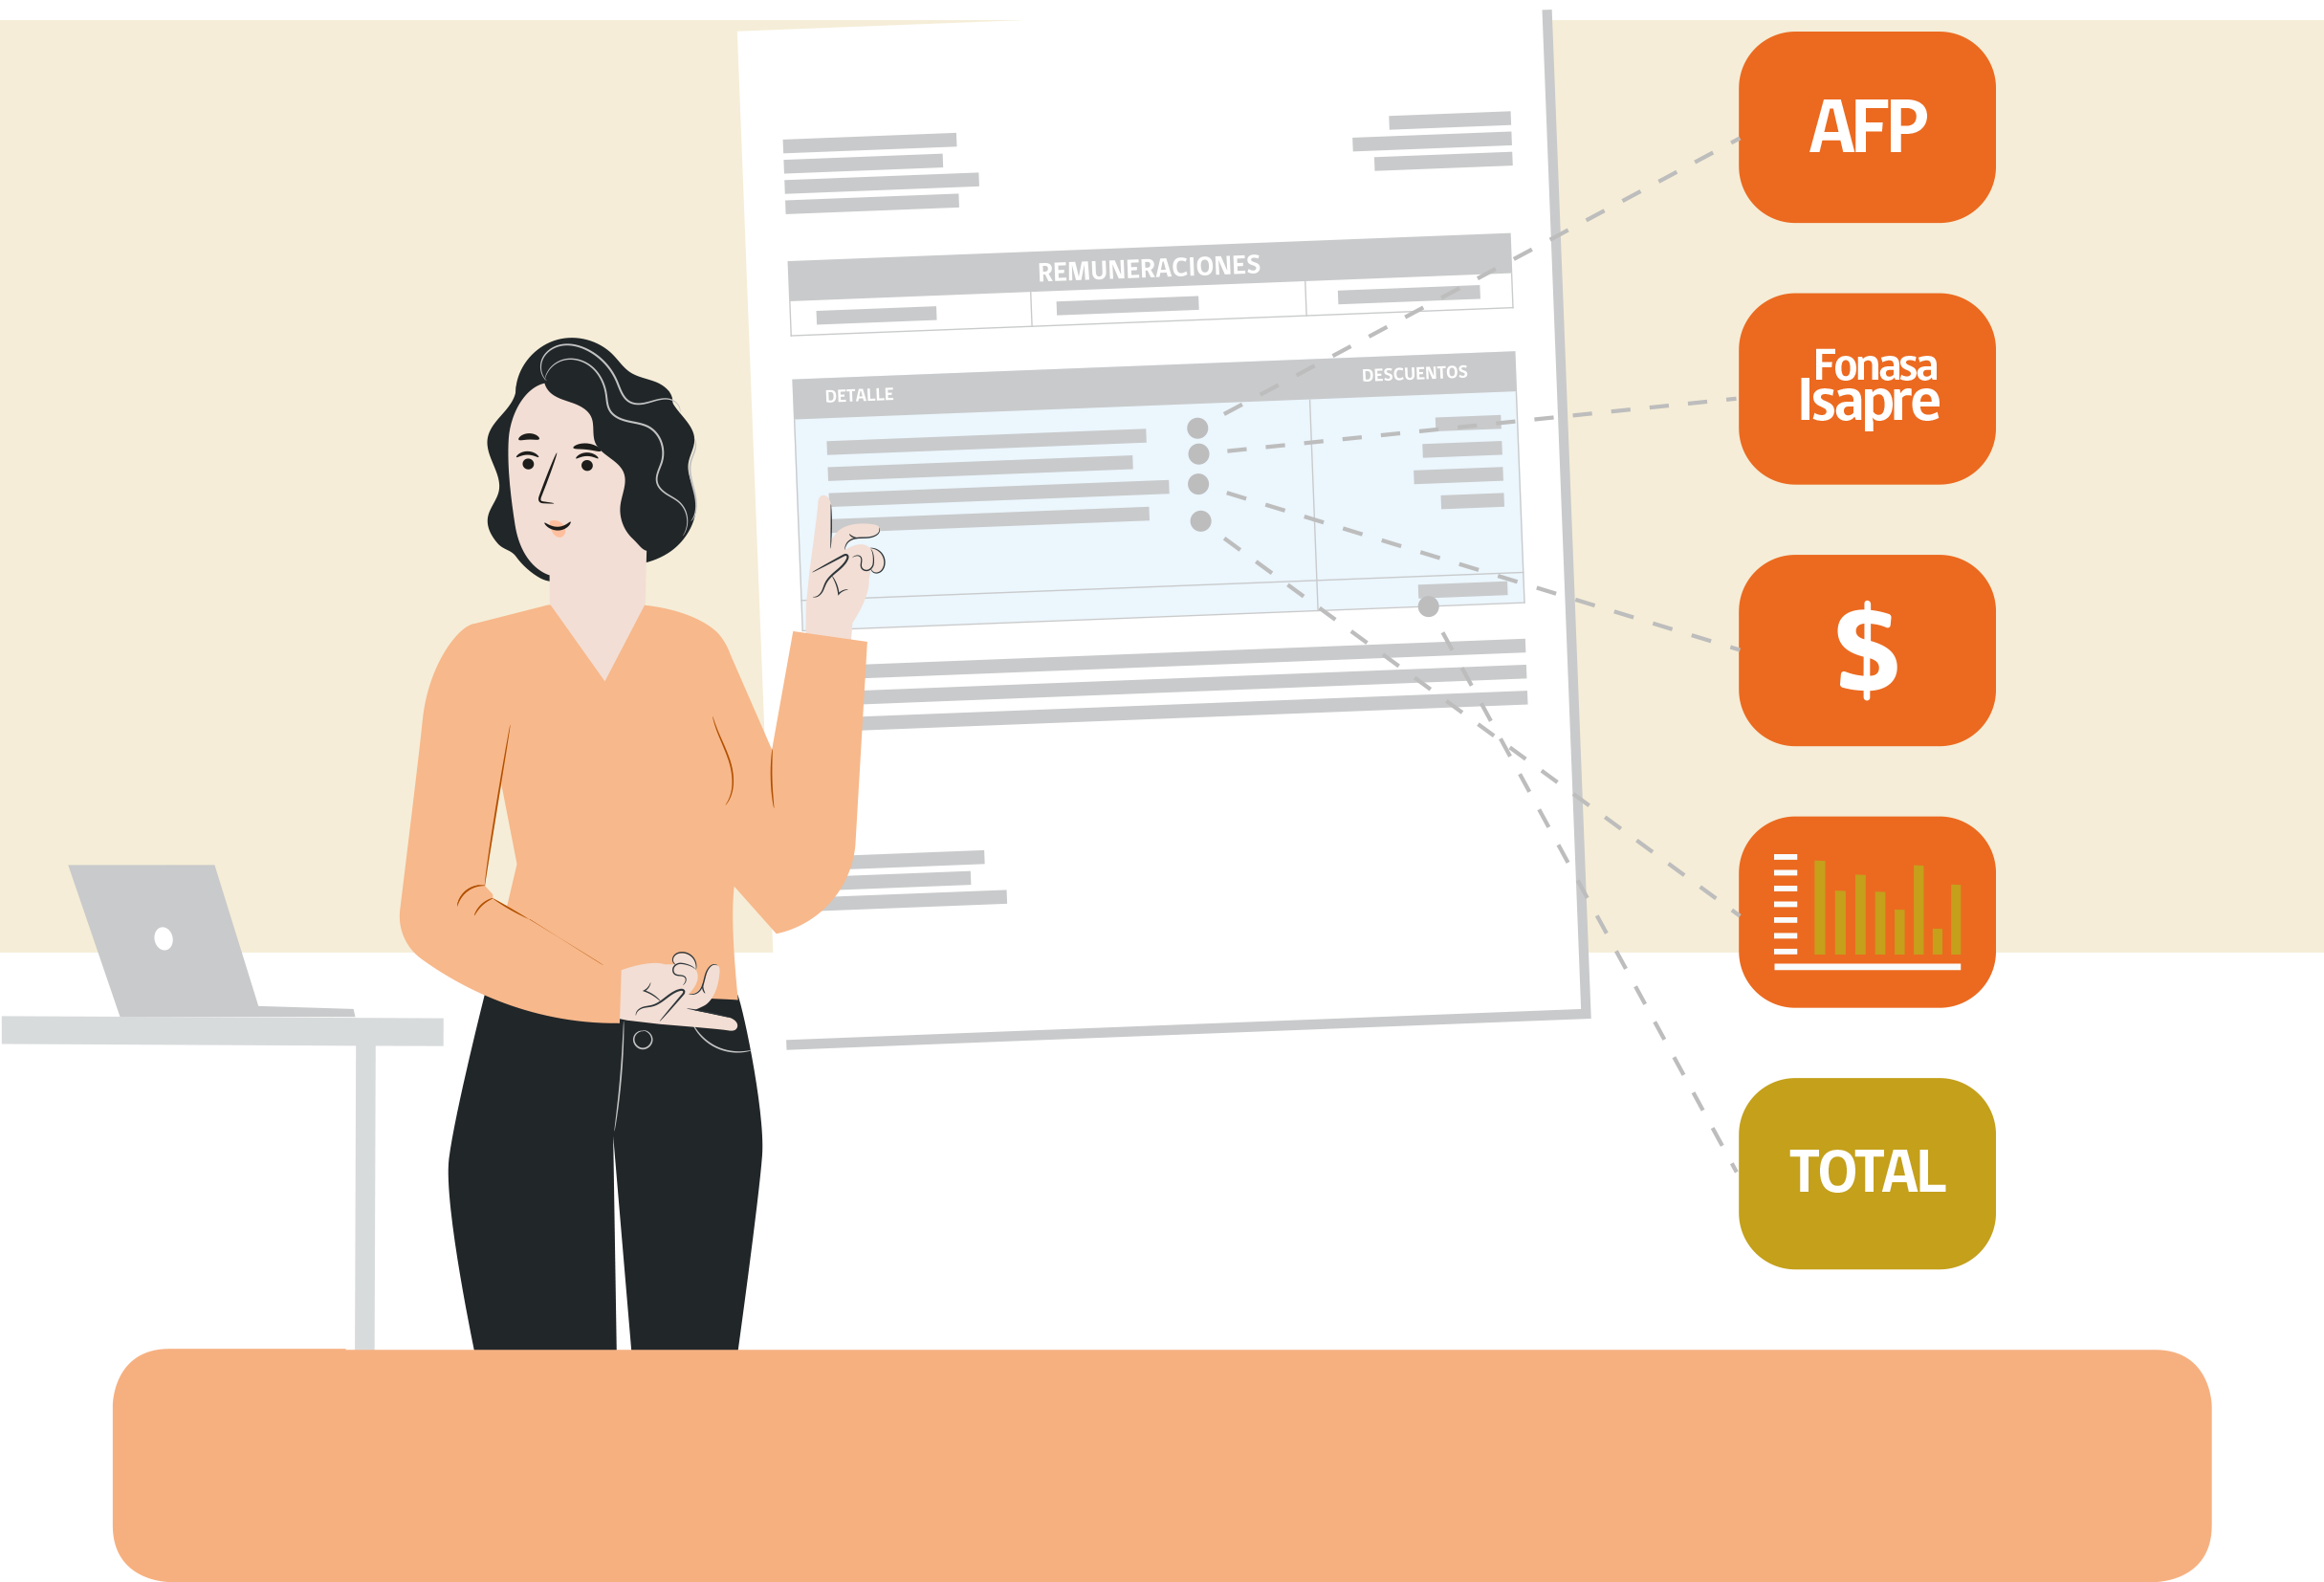 REMUNERACIONES
DETALLE
DESCUENTOS
AFP
Fonasa
Isapre
$
TOTAL